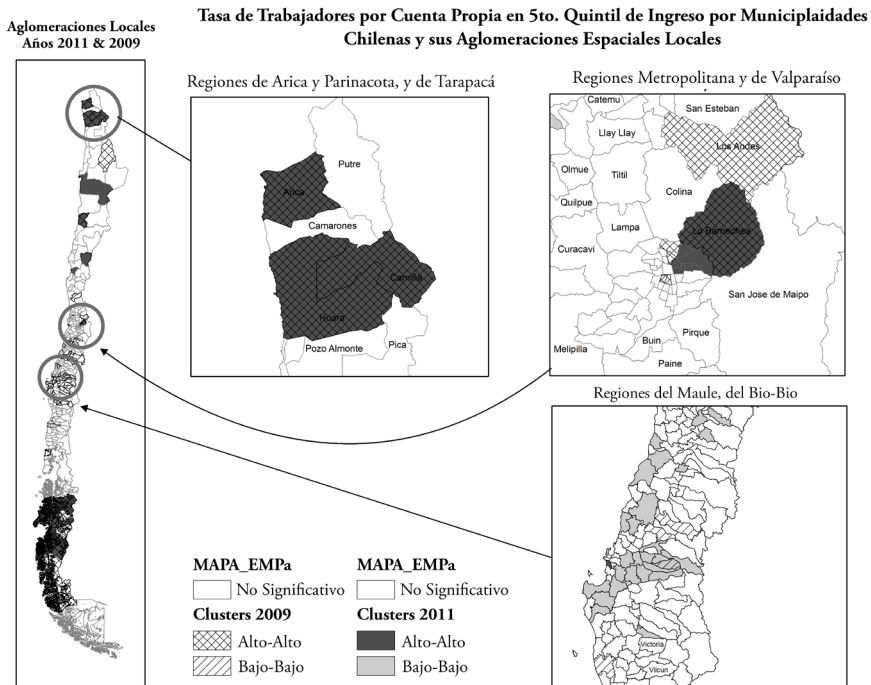 Tasa de Trabajadores por Cuenta Propia en 5to. Quintil de Ingreso por Municiplaidades
Chilenas y sus Aglomeraciones Espaciales Locales
Aglomeraciones Locales
Años 2011 & 2009
Regiones de Arica y Parinacota, y de Tarapacá
Putre
Arica
Camarones
Camiña
Huara
Pozo Almonte
Pica
Regiones Metropolitana y de Valparaíso
Catemu
San Esteban
Llay Llay
Los Andes
Olmue
Tiltil
Colina
Quilpue
Lampa
Lo Barnechea
Curacavi
San Jose de Maipo
Buin
Pirque
Melipilla
Paine
Regiones del Maule, del Bio-Bio
Victoria
Vilcun
MAPA_EMPa
No Significativo
Clusters 2009
Alto-Alto
Bajo-Bajo
MAPA_EMPa
No Significativo
Clusters 2011
Alto-Alto
Bajo-Bajo